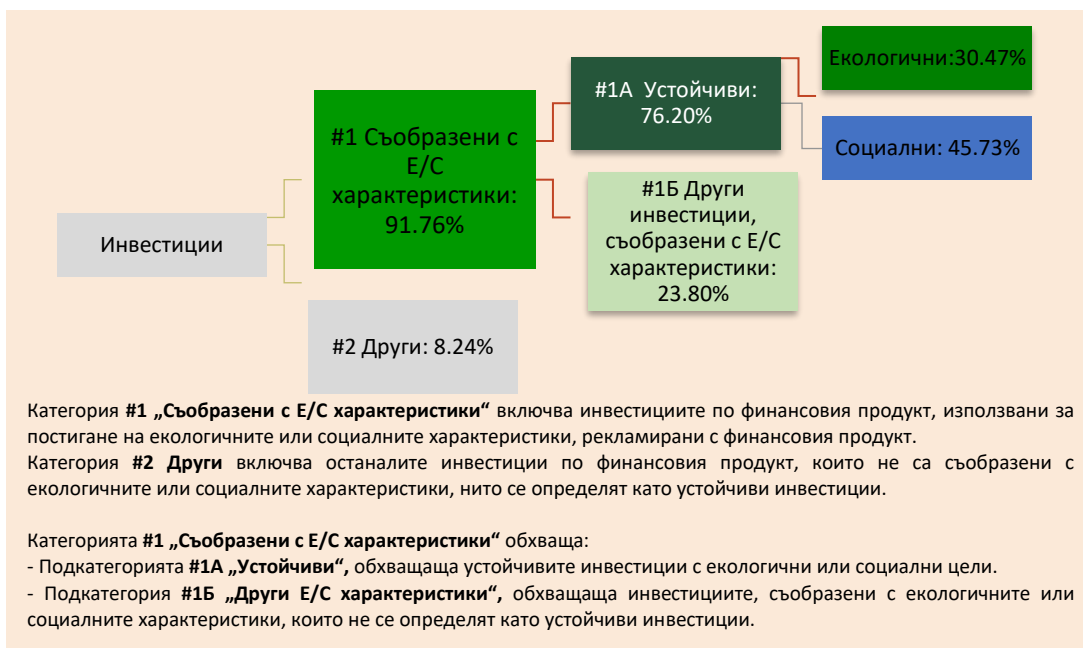 Екологични:30.47%
#1А Устойчиви:
76.20%
Социални: 45.73%
#1 Съобразени с
Е/С
характеристики:
91.76%
#1Б Други
инвестиции,
съобразени с Е/С
характеристики:
23.80%
Инвестиции
#2 Други: 8.24%
Категория #1 „Съобразени с Е/С характеристики“ включва инвестициите по финансовия продукт, използвани за
постигане на екологичните или социалните характеристики, рекламирани с финансовия продукт.
Категория #2 Други включва останалите инвестиции по финансовия продукт, които не са съобразени с
екологичните или социалните характеристики, нито се определят като устойчиви инвестиции.
Категорията #1 „Съобразени с Е/С характеристики“ обхваща:
- Подкатегорията #1А „Устойчиви“, обхващаща устойчивите инвестиции с екологични или социални цели.
- Подкатегория #1Б „Други Е/С характеристики“, обхващаща инвестициите, съобразени с екологичните или
социалните характеристики, които не се определят като устойчиви инвестиции.